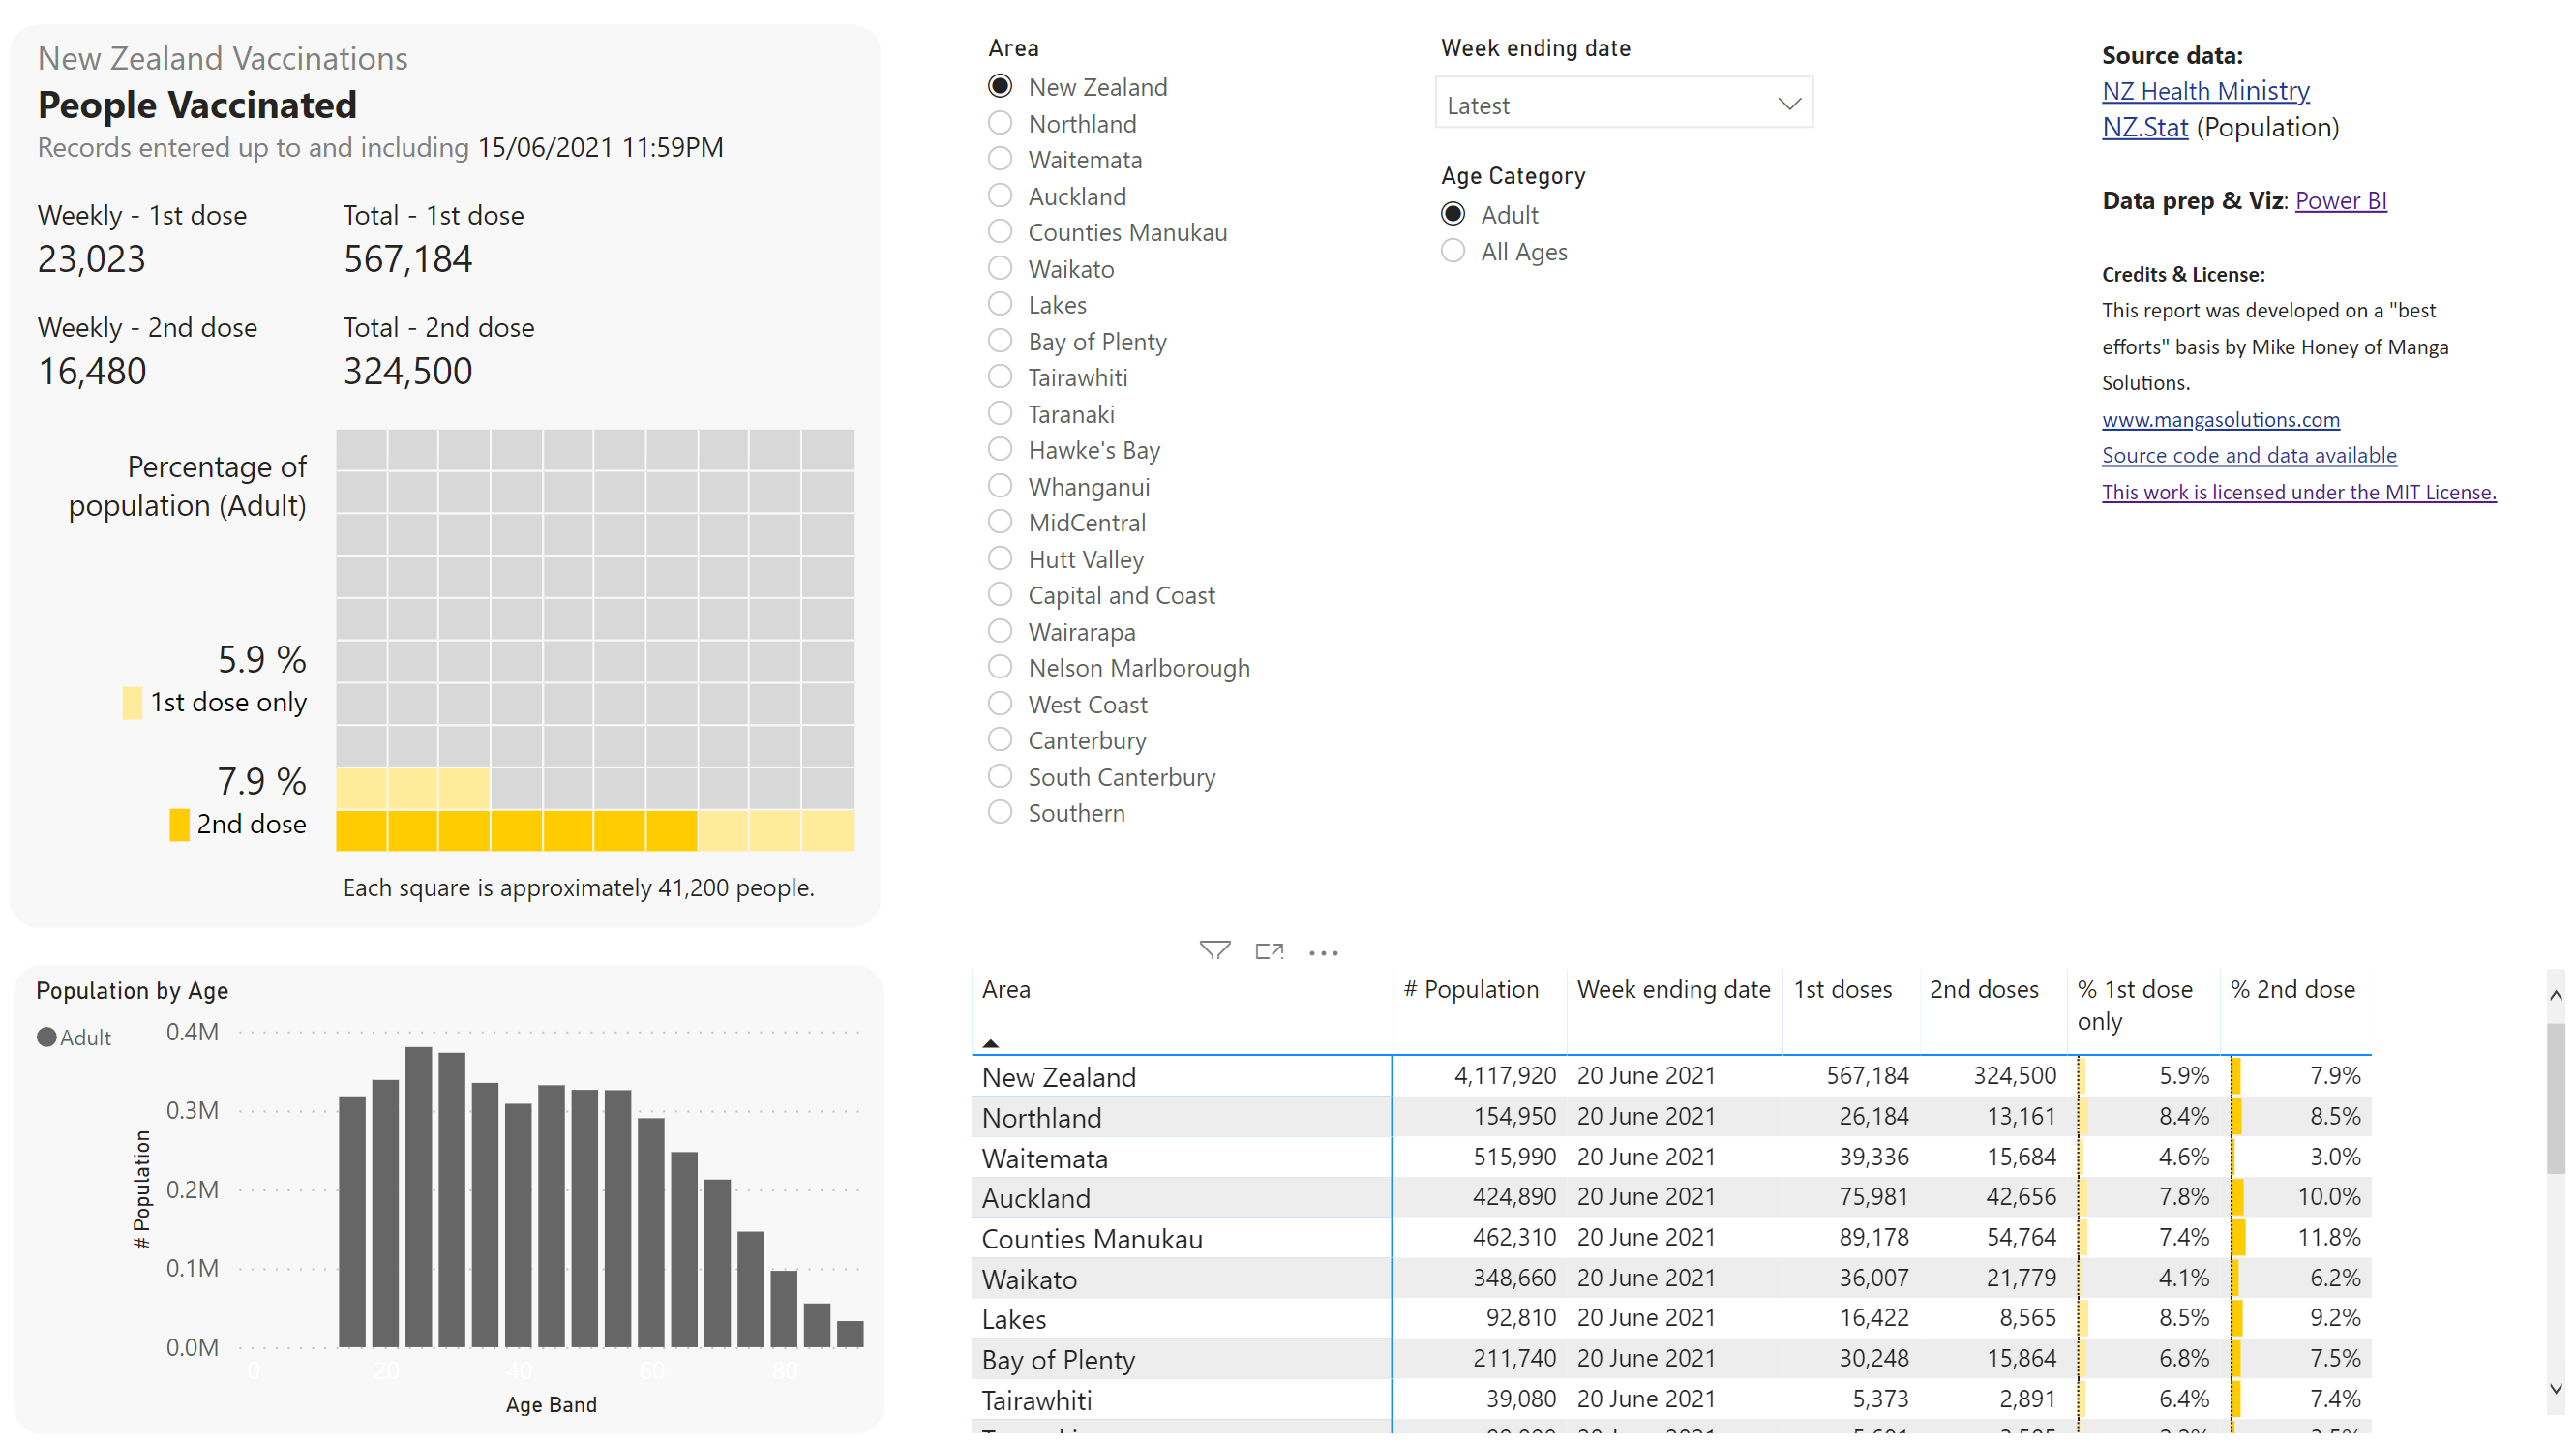 New Zealand Vaccinations
People Vaccinated
Records entered up to and including 15/06/2021 11:59PM
Weekly - 1st dose
Total - 1st dose
23,023
567,184
Weekly - 2nd dose
Total - 2nd dose
16,480
324,500
Percentage of
population (Adult)
5.9 %
1st dose only
7.9 %
2nd dose
Each square is approximately 41,200 people.
Area
New Zealand
Northland
Waitemata
Auckland
Counties Manukau
Waikato
Lakes
Bay of Plenty
Tairawhiti
Taranaki
Hawke's Bay
Whanganui
MidCentral
Hutt Valley
Capital and Coast
Wairarapa
Nelson Marlborough
West Coast
Canterbury
South Canterbury
Southern
Week ending date
Latest
Age Category
Adult
All Ages
Source data:
NZ Health Ministry
NZ.Stat (Population)
Data prep & Viz: Power BI
Credits & License:
This report was developed on a "best
efforts" basis by Mike Honey of Manga
Solutions.
www.mangasolutions.com
Source code and data available
This work is licensed under the MIT License.
Population by Age
Adult
0.4M
0.3M
0.2M
0.1M
0.0M
# Population
0 20 40 60 80
Age Band
Area # Population Week ending date 1st doses 2nd doses % 1st dose only % 2nd dose
New Zealand 4,117,920 20 June 2021 567,184 324,500 5.9% 7.9%
Northland 154,950 20 June 2021 26,184 13,161 8.4% 8.5%
Waitemata 515,990 20 June 2021 39,336 15,684 4.6% 3.0%
Auckland 424,890 20 June 2021 75,981 42,656 7.8% 10.0%
Counties Manukau 462,310 20 June 2021 89,178 54,764 7.4% 11.8%
Waikato 348,660 20 June 2021 36,007 21,779 4.1% 6.2%
Lakes 92,810 20 June 2021 16,422 8,565 8.5% 9.2%
Bay of Plenty 211,740 20 June 2021 30,248 15,864 6.8% 7.5%
Tairawhiti 39,080 20 June 2021 5,373 2,891 6.4% 7.4%